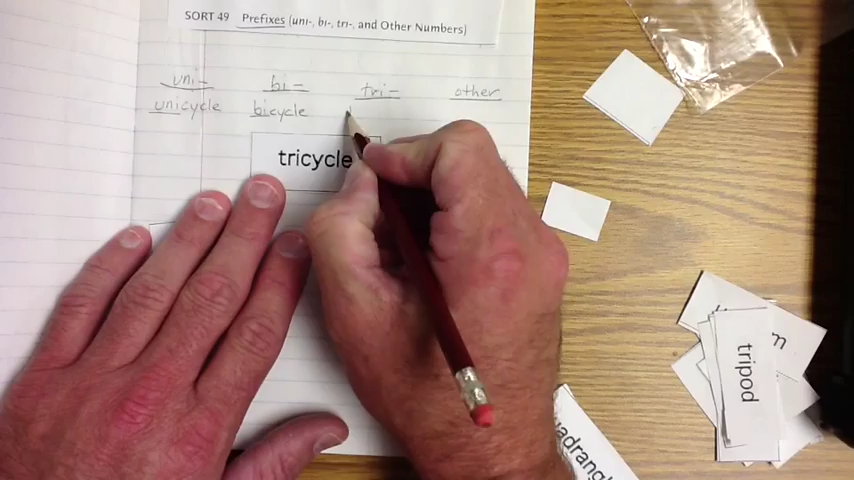 SORT 49 Prefixes (uni-, bi-, tri-, and Other Numbers)
uni- bi- tri- other
unicycle bicycle
tricycle
tripod